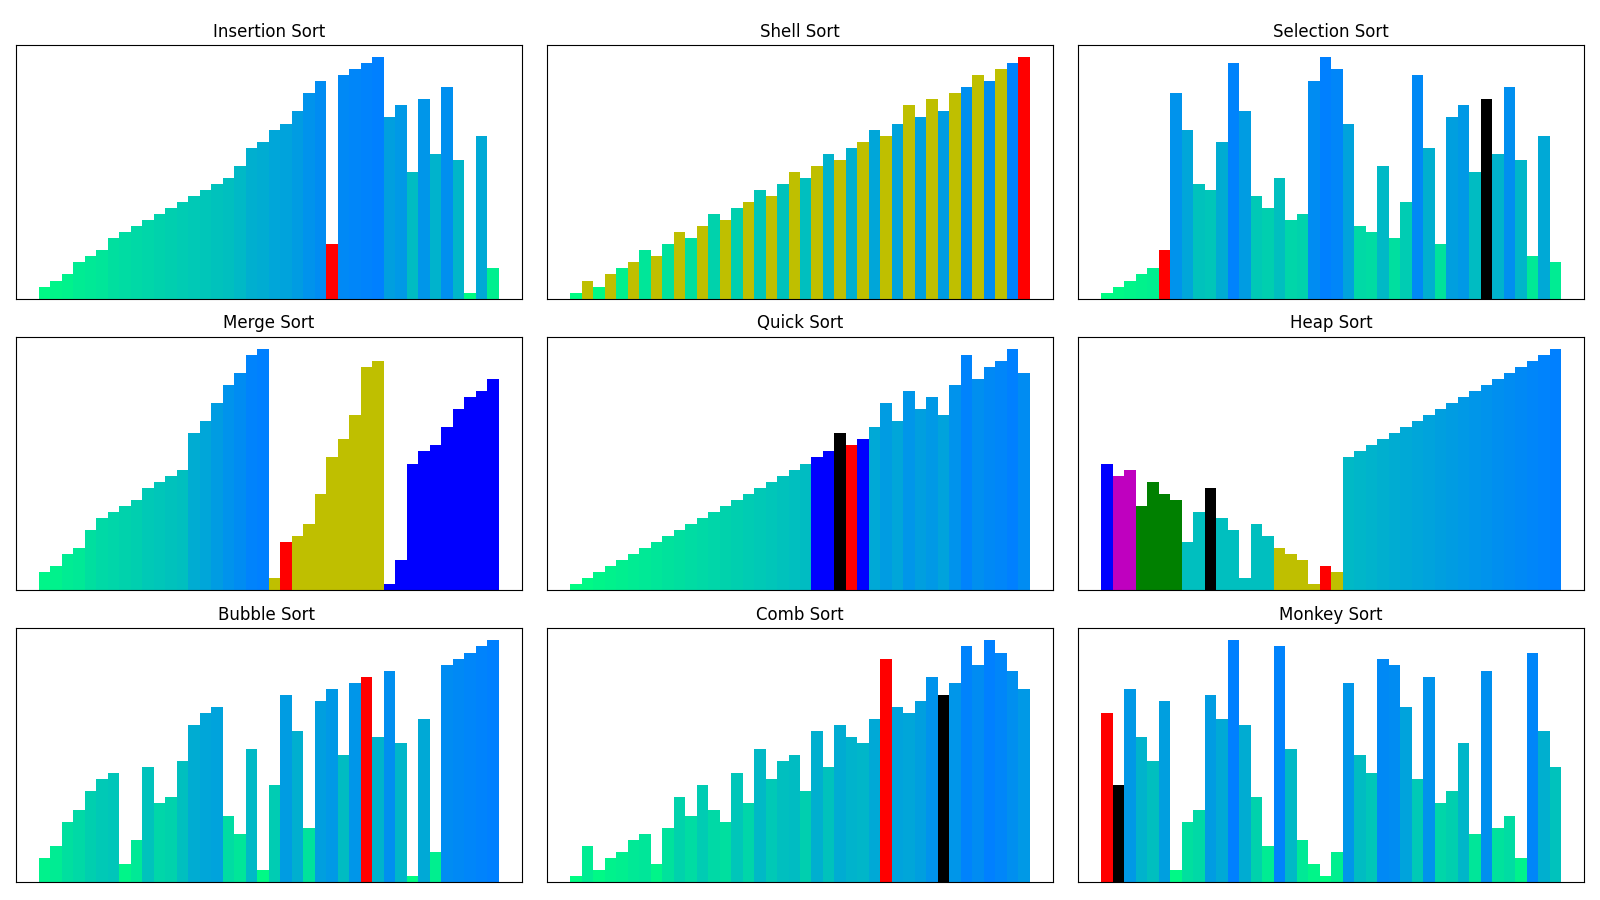 Insertion Sort
Shell Sort
Selection Sort
Merge Sort
Quick Sort
Heap Sort
Bubble Sort
Comb Sort
Monkey Sort